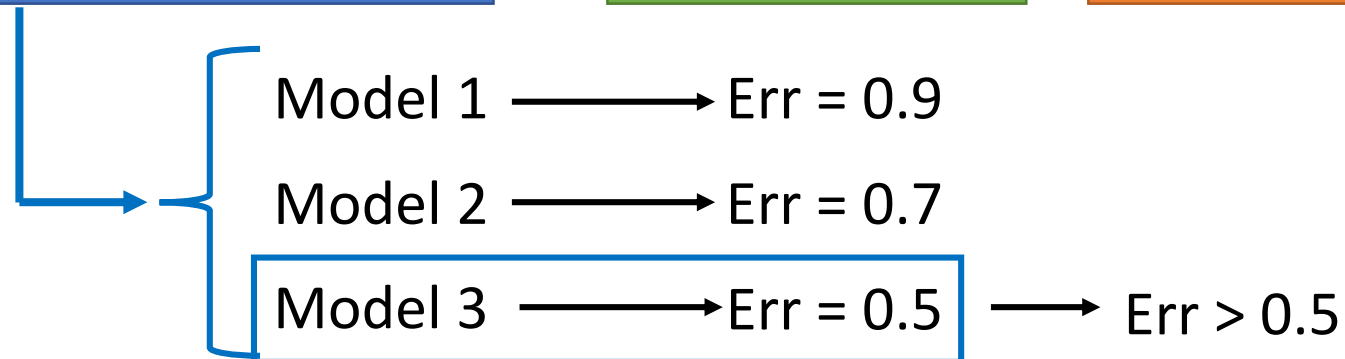 Model 1 Err = 0.9
Model 2 Err = 0.7
Model 3 Err = 0.5 Err > 0.5